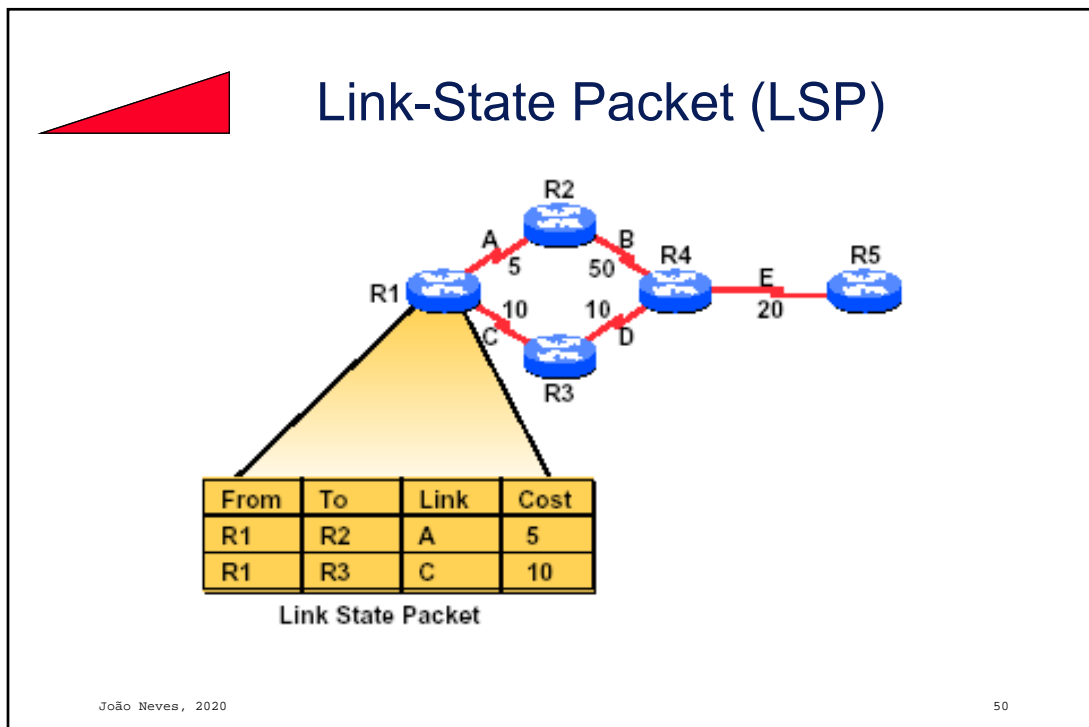 Link-State Packet (LSP)
R2
A
B
5
50
R4
E
R5
R1
10
10
20
C
D
R3
From To Link Cost
R1 R2 A 5
R1 R3 C 10
Link State Packet
João Neves, 2020
50